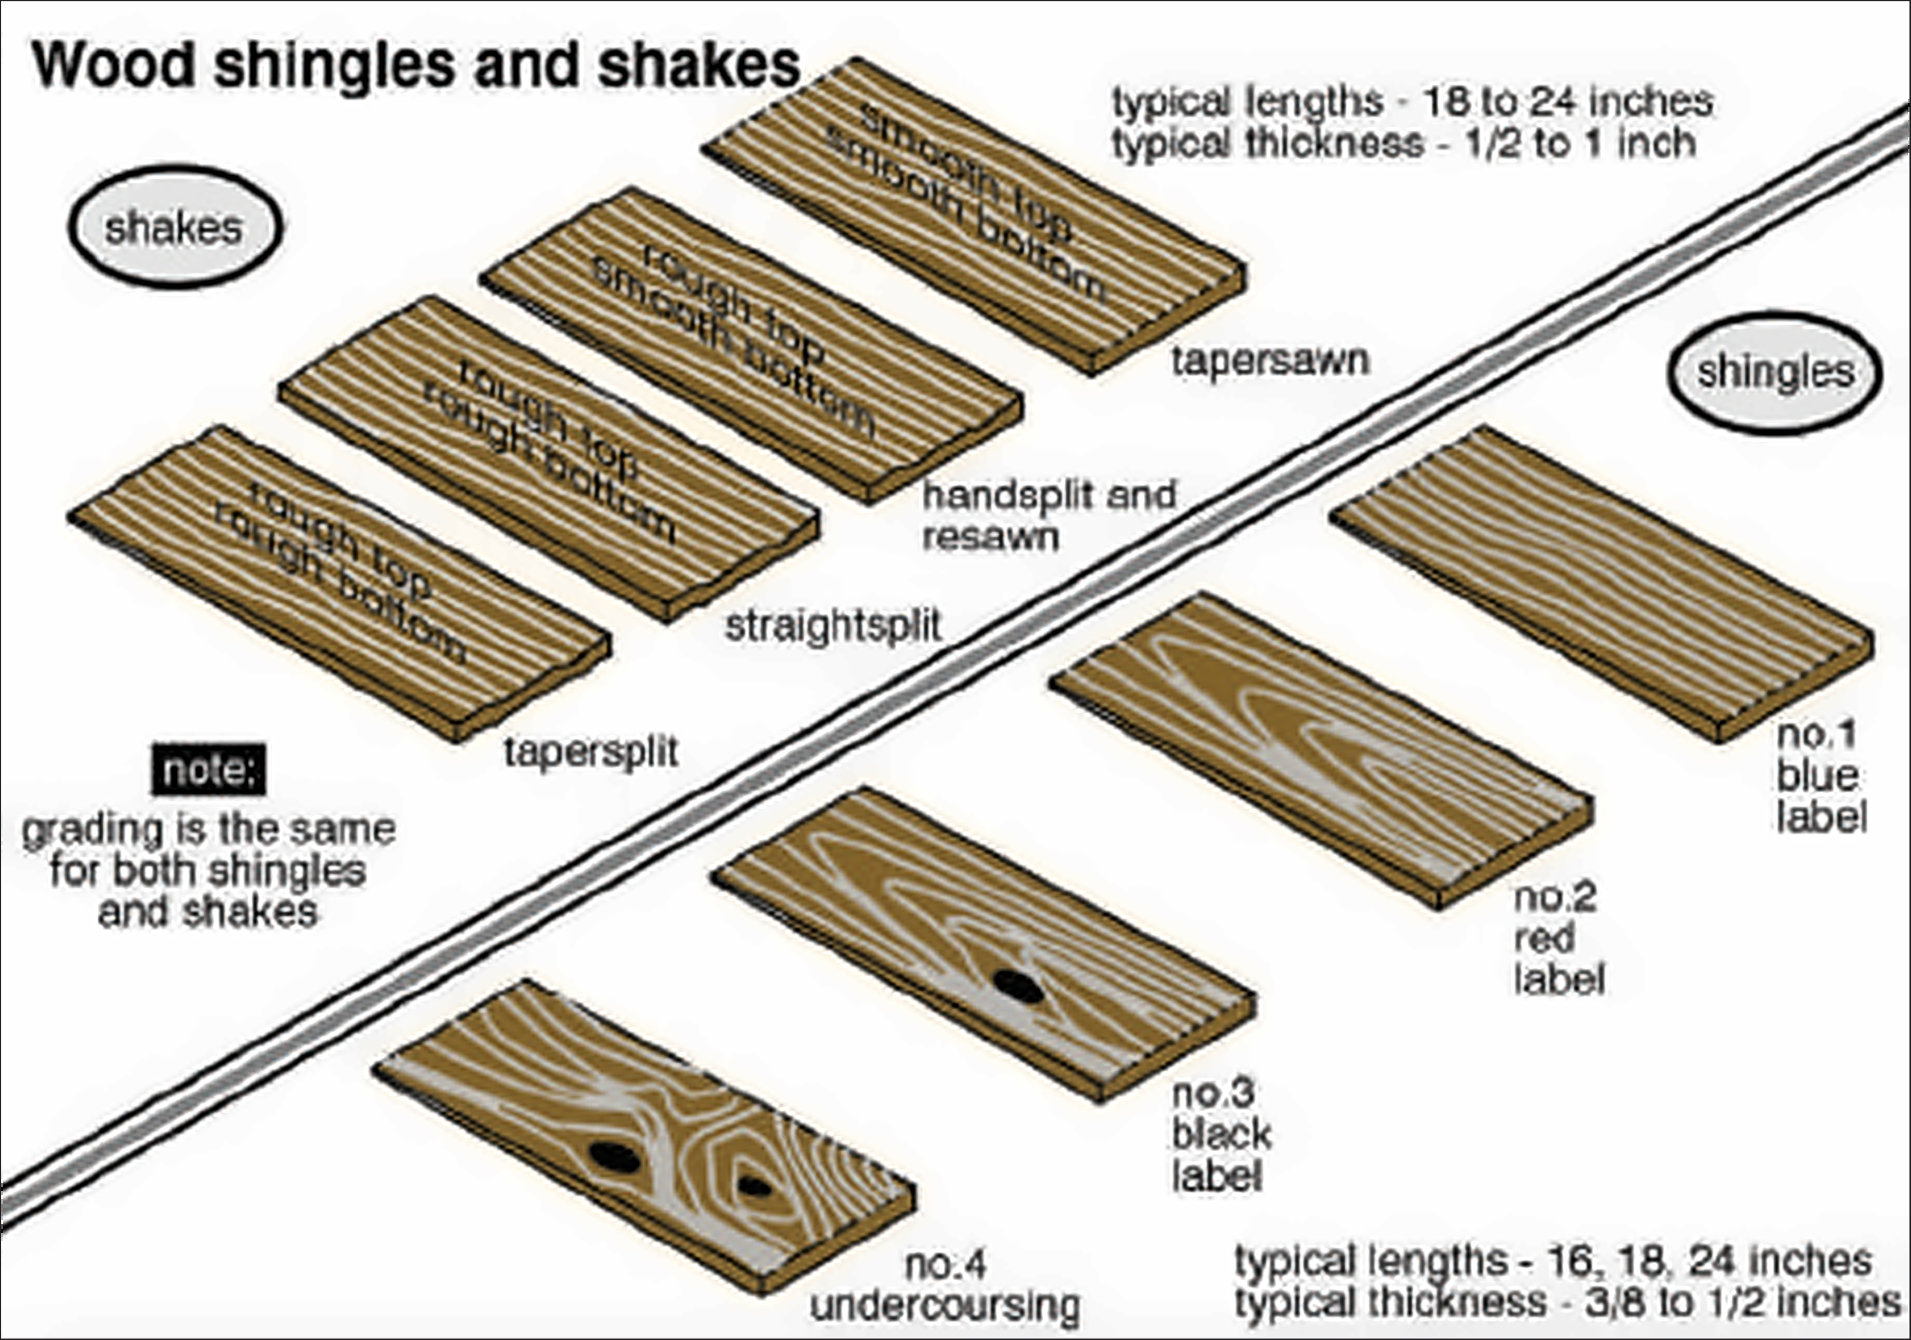 Wood shingles and shakes
typical lengths - 18 to 24 inches
typical thickness - 1/2 to 1 inch
shakes
smooth top
smooth bottom
tapersawn
rough top
smooth bottom
handsplit and
resawn
rough top
rough bottom
straightsplit
rough top
rough bottom
tapersplit
note:
grading is the same
for both shingles
and shakes
shingles
no.1
blue
label
no.2
red
label
no.3
black
label
no.4
undercoursing
typical lengths - 16, 18, 24 inches
typical thickness - 3/8 to 1/2 inches